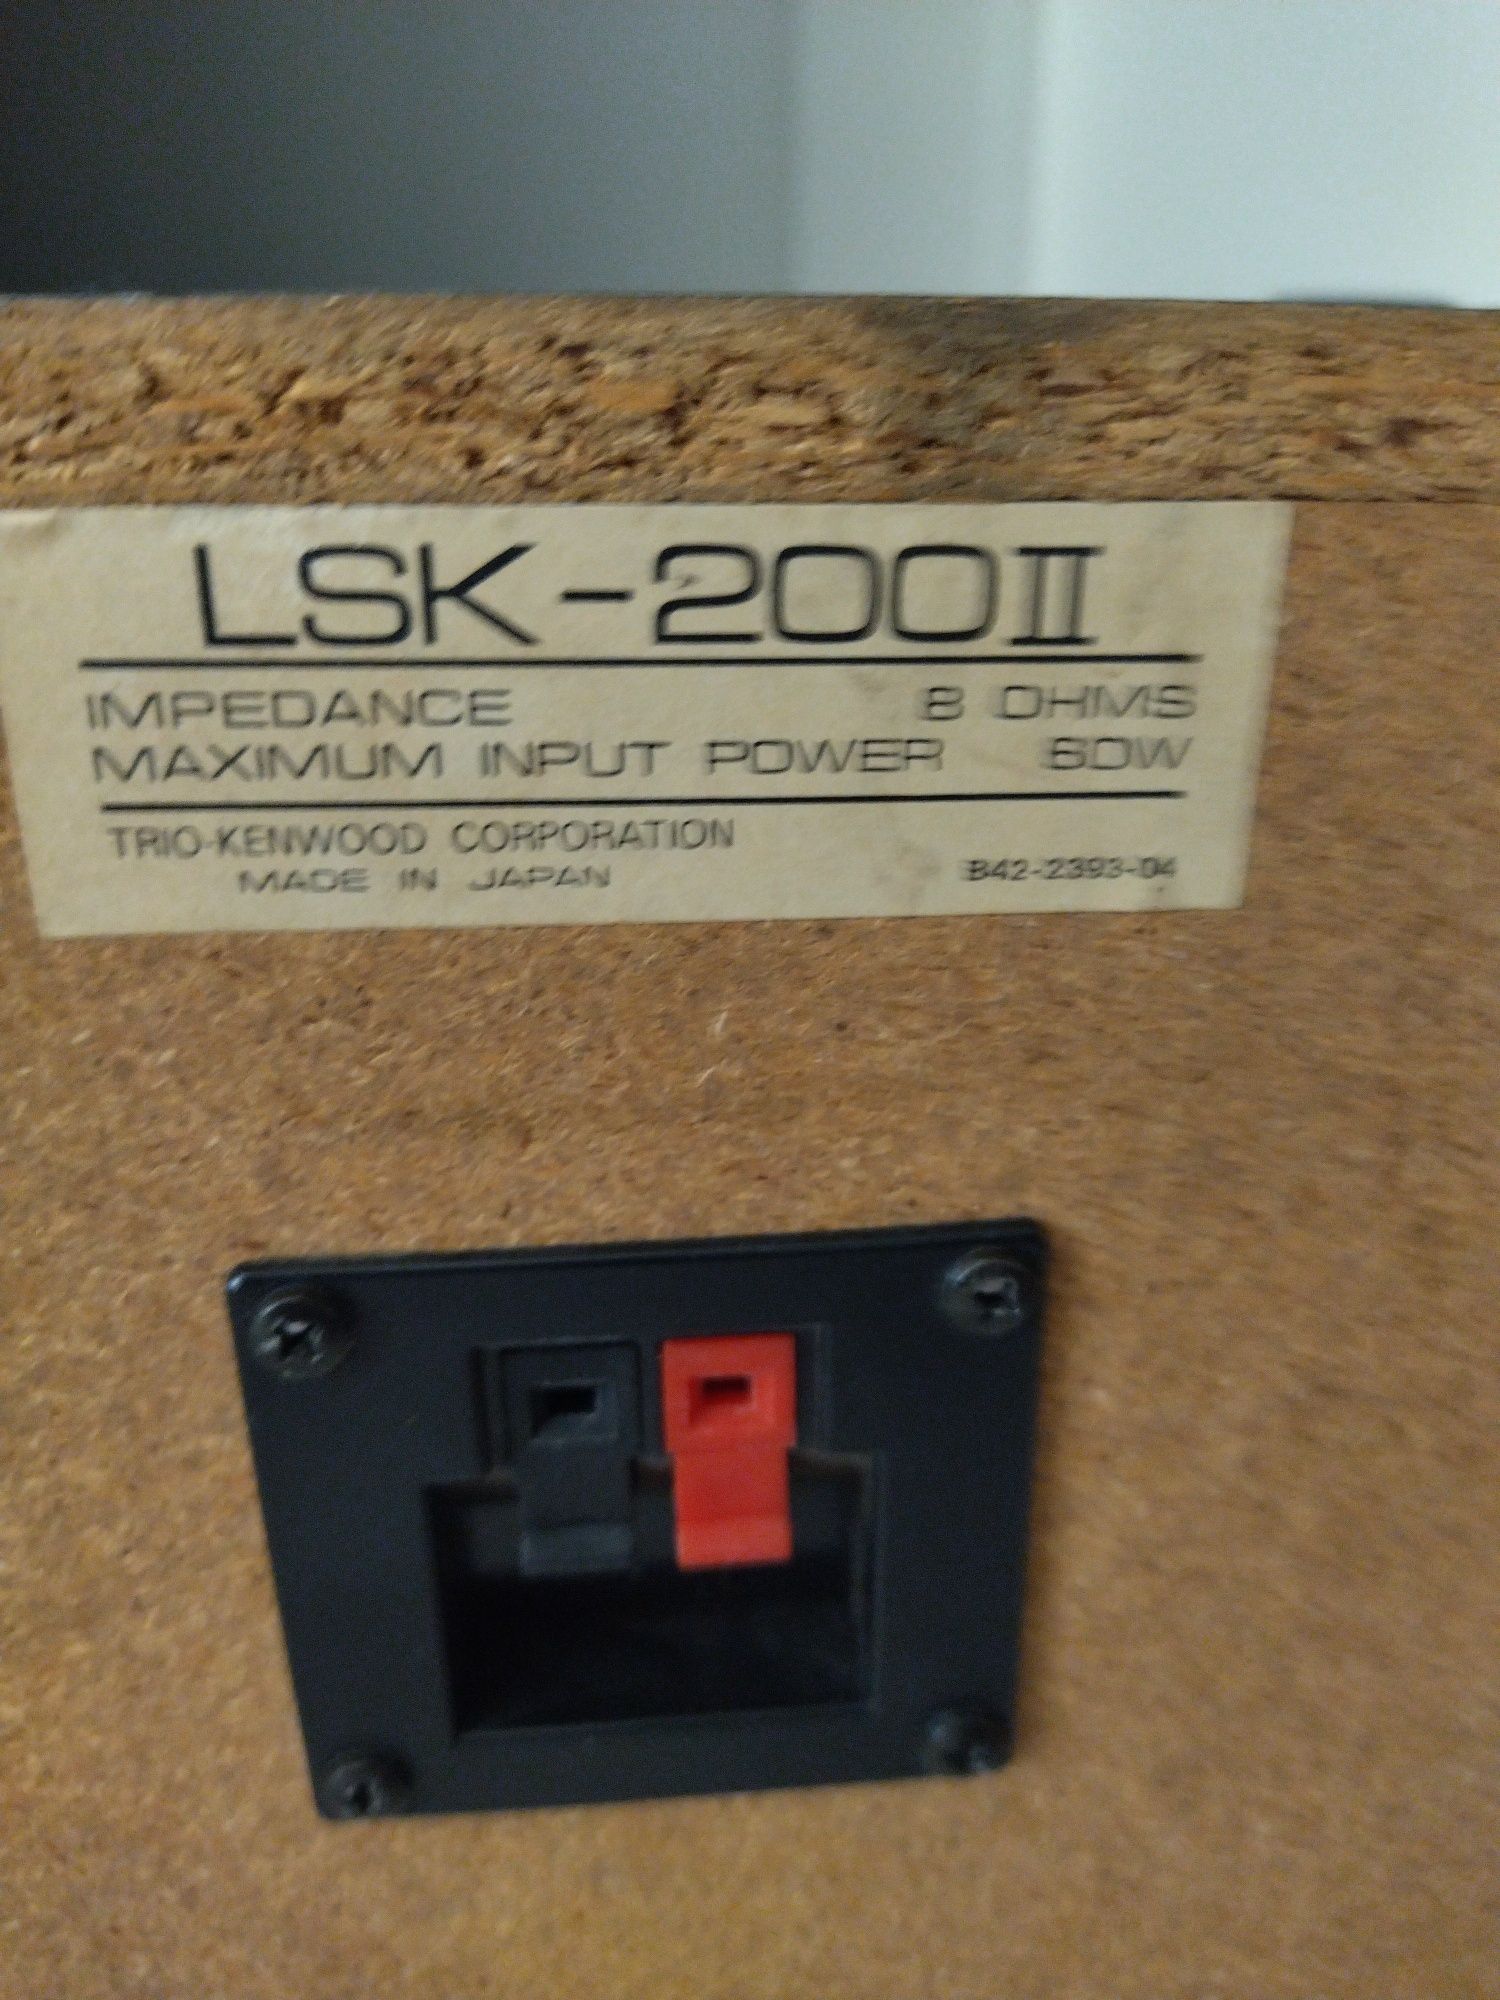 LSK-200II
IMPEDANCE 8 OHMS
MAXIMUM INPUT POWER 60W
TRIO-KENWOOD CORPORATION
MADE IN JAPAN B42-2393-04